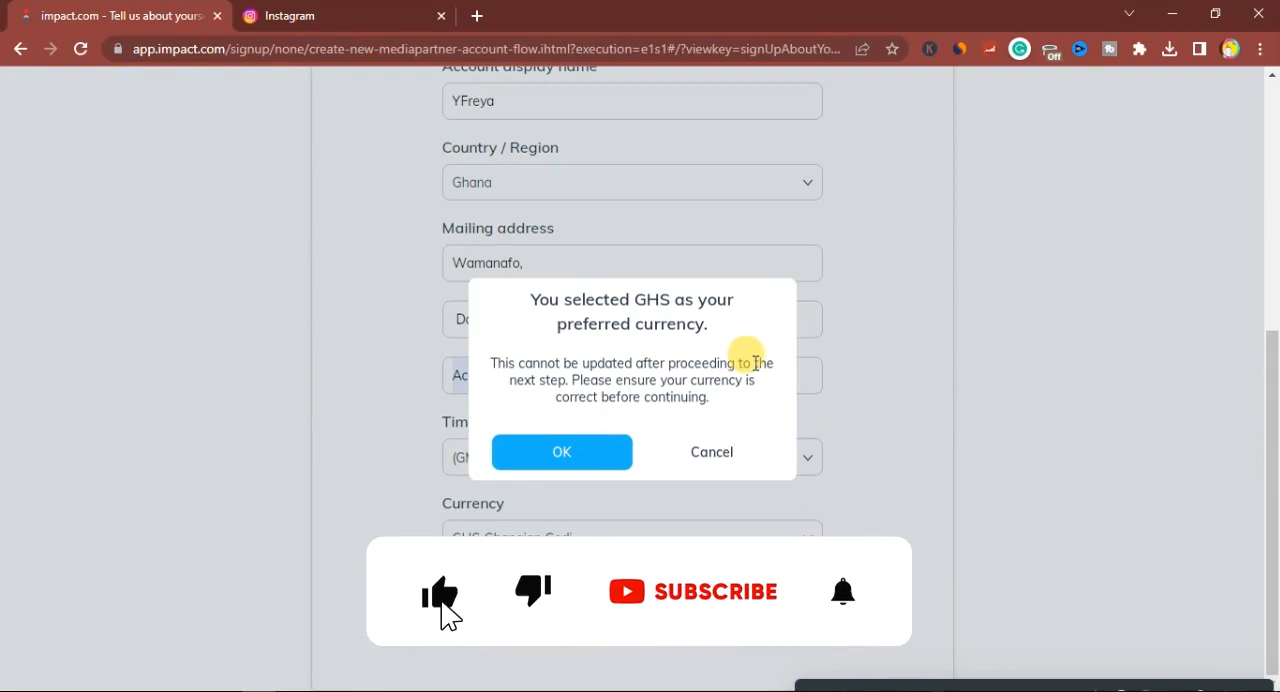 impact.com - Tell us about yours
Instagram
app.impact.com/signup/none/create-new-mediapartner-account-flow.ihtml?execution=e1s1#/?viewkey=signUpAboutYo...
Off
Account display name
YFreya
Country / Region
Ghana
Mailing address
Wamanafo,
You selected GHS as your
preferred currency.
This cannot be updated after proceeding to the
next step. Please ensure your currency is
correct before continuing.
OK
Cancel
Currency
SUBSCRIBE